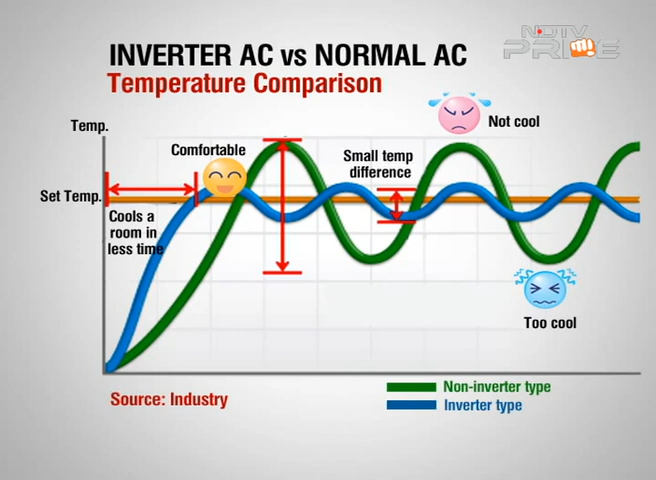 NDTV
PRIME
INVERTER AC vs NORMAL AC
Temperature Comparison
Temp.
Comfortable
Not cool
Small temp
difference
Set Temp.
Cools a
room in
less time
Too cool
Source: Industry
Non-inverter type
Inverter type